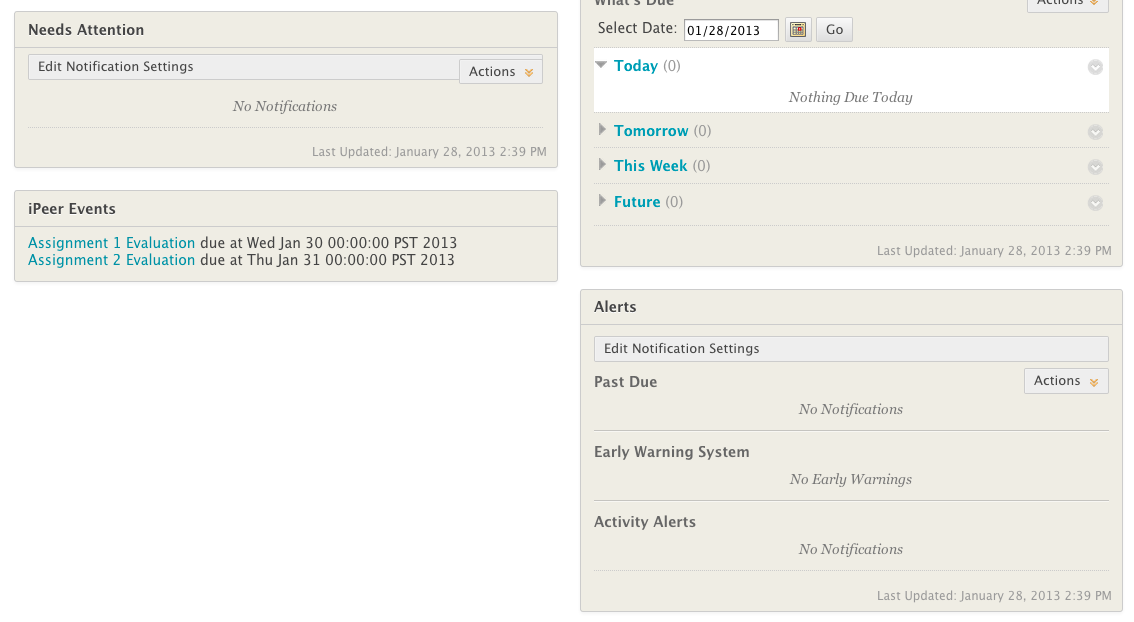 Needs Attention
Edit Notification Settings
Actions
No Notifications
Last Updated: January 28, 2013 2:39 PM
iPeer Events
Assignment 1 Evaluation due at Wed Jan 30 00:00:00 PST 2013
Assignment 2 Evaluation due at Thu Jan 31 00:00:00 PST 2013
What's Due
Actions
Select Date: 01/28/2013 Go
Today (0)
Nothing Due Today
Tomorrow (0)
This Week (0)
Future (0)
Last Updated: January 28, 2013 2:39 PM
Alerts
Edit Notification Settings
Actions
Past Due
No Notifications
Early Warning System
No Early Warnings
Activity Alerts
No Notifications
Last Updated: January 28, 2013 2:39 PM